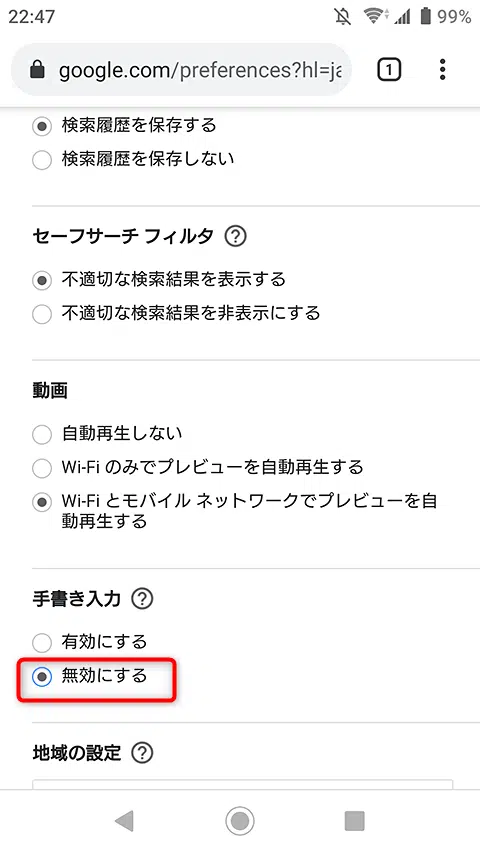 22:47
99%
google.com/preferences?hl=ja
1
検索履歴を保存する
検索履歴を保存しない
セーフサーチ フィルタ ?
不適切な検索結果を表示する
不適切な検索結果を非表示にする
動画
自動再生しない
Wi-Fi のみでプレビューを自動再生する
Wi-Fi とモバイル ネットワークでプレビューを自
動再生する
手書き入力 ?
有効にする
無効にする
地域の設定 ?